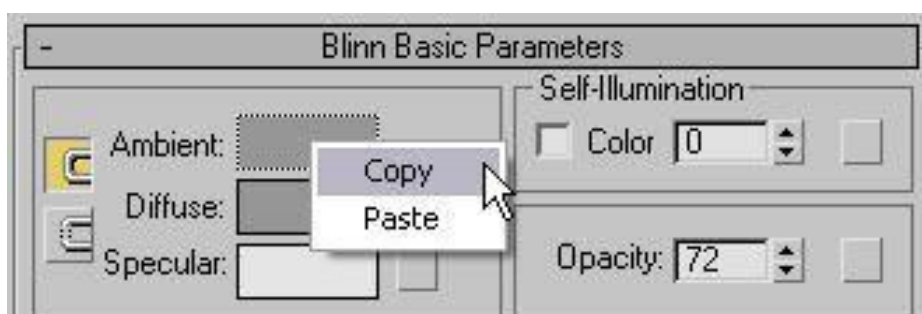 - Blinn Basic Parameters
Self-Illumination
Ambient:
Color 0
Copy
Diffuse:
Paste
Specular:
Opacity: 72